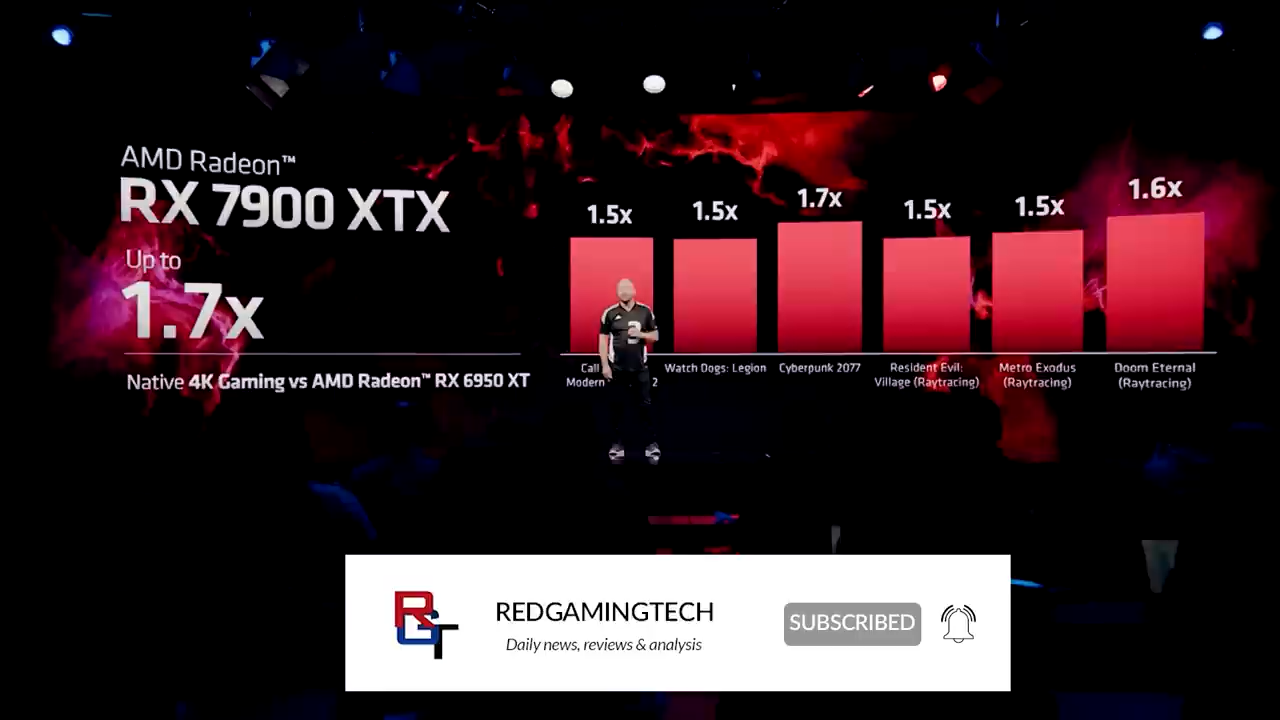 AMD Radeon™
RX 7900 XTX
Up to
1.7x
Native 4K Gaming vs AMD Radeon™ RX 6950 XT
1.5x
1.5x
1.7x
1.5x
1.5x
1.6x
Call
Modern 2
Watch Dogs: Legion
Cyberpunk 2077
Resident Evil:
Village (Raytracing)
Metro Exodus
(Raytracing)
Doom Eternal
(Raytracing)
RGT
REDGAMINGTECH
Daily news, reviews & analysis
SUBSCRIBED